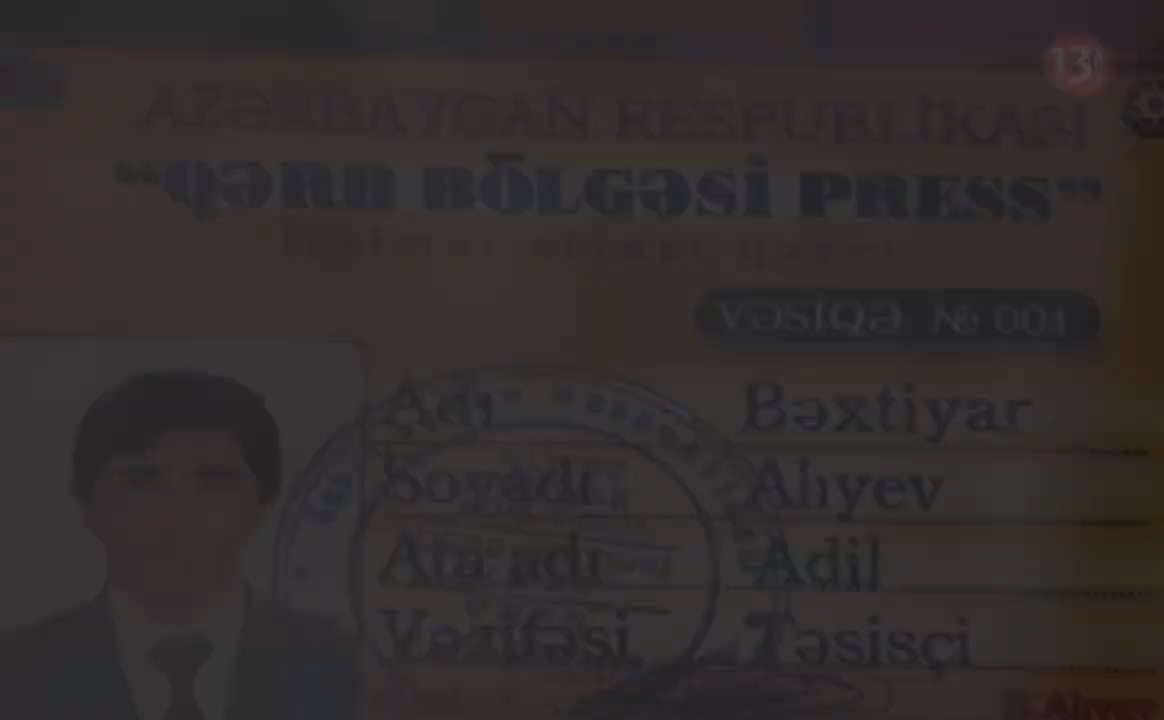 13
AZƏRBAYCAN RESPUBLİKASI
“QƏRB BÖLGƏSİ PRESS”
VƏSİQƏ № 001
Adı Bəxtiyar
Soyadı Alıyev
Ata adı Adil
Vəzifəsi Təsisçi